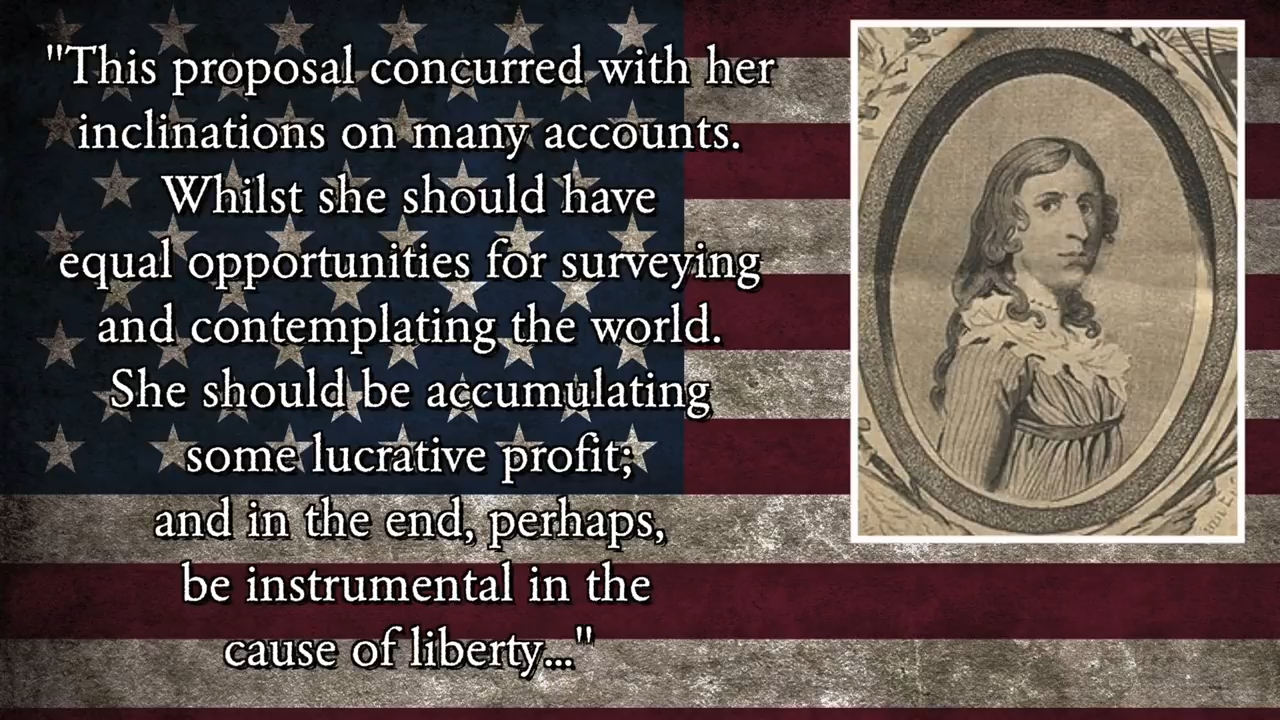 "This proposal concurred with her
inclinations on many accounts.
Whilst she should have
equal opportunities for surveying
and contemplating the world.
She should be accumulating
some lucrative profit;
and in the end, perhaps,
be instrumental in the
cause of liberty..."